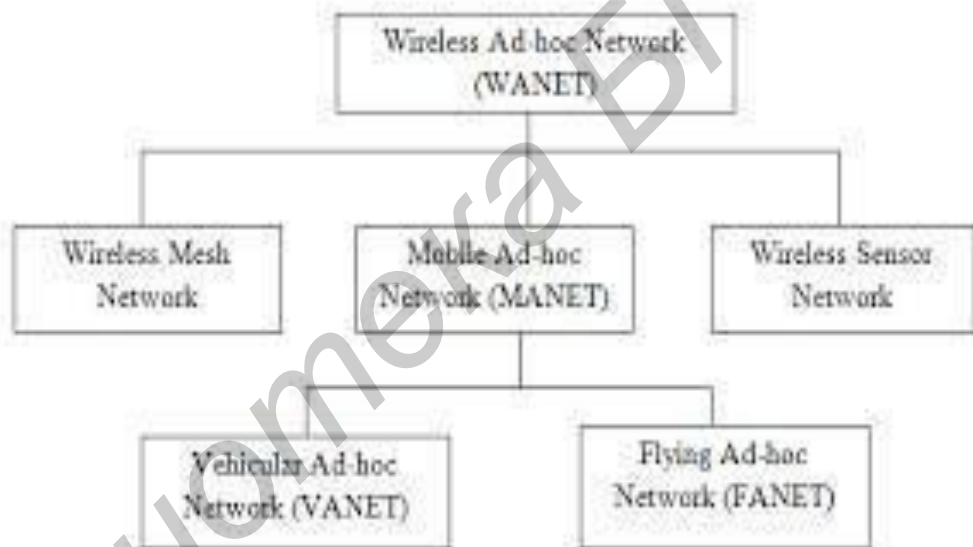 Wireless Ad-hoc Network
(WANET)
Wireless Mesh
Network
Mobile Ad-hoc
Network (MANET)
Wireless Sensor
Network
Vehicular Ad-hoc
Network (VANET)
Flying Ad-hoc
Network (FANET)